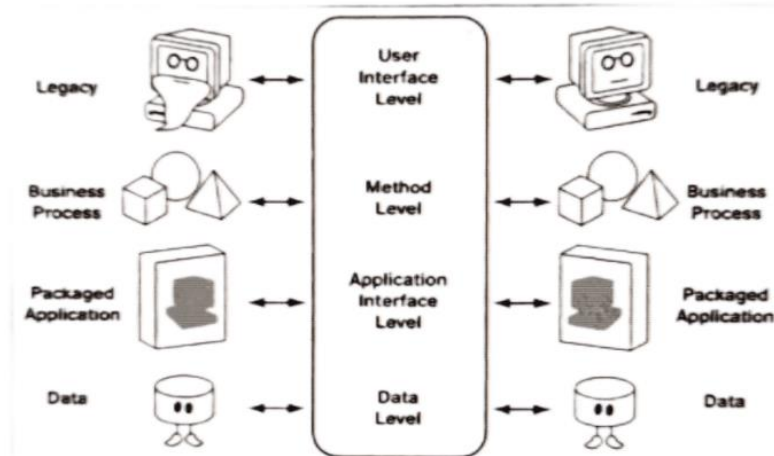 Legacy
User
Interface
Level
Legacy
Business
Process
Method
Level
Business
Process
Packaged
Application
Application
Interface
Level
Packaged
Application
Data
Data
Level
Data